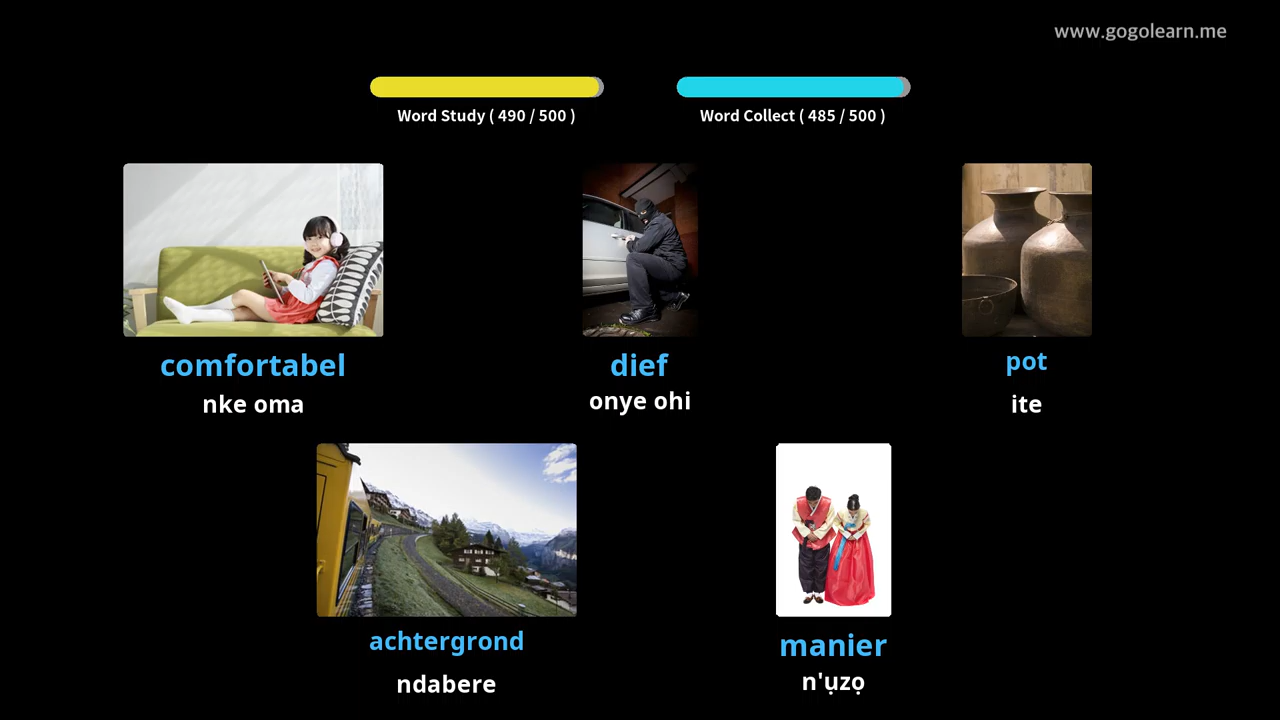 www.gogolearn.me
Word Study ( 490 / 500 )
Word Collect ( 485 / 500 )
comfortabel
dief
pot
nke oma
onye ohi
ite
achtergrond
manier
ndabere
n'ụzọ